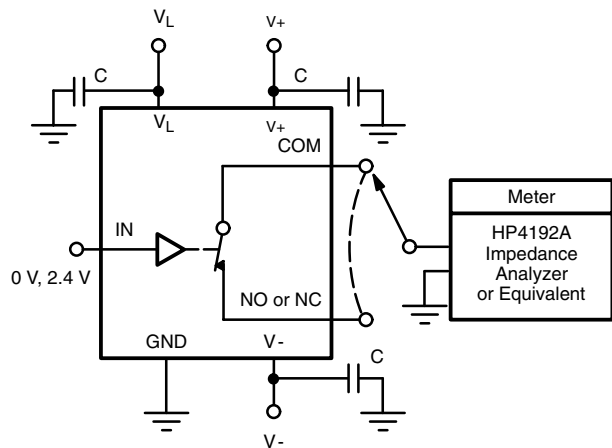 VL
V+
C
C
VL
V+
COM
Meter
IN
HP4192A
Impedance
Analyzer
or Equivalent
0 V, 2.4 V
NO or NC
GND
V-
C
V-